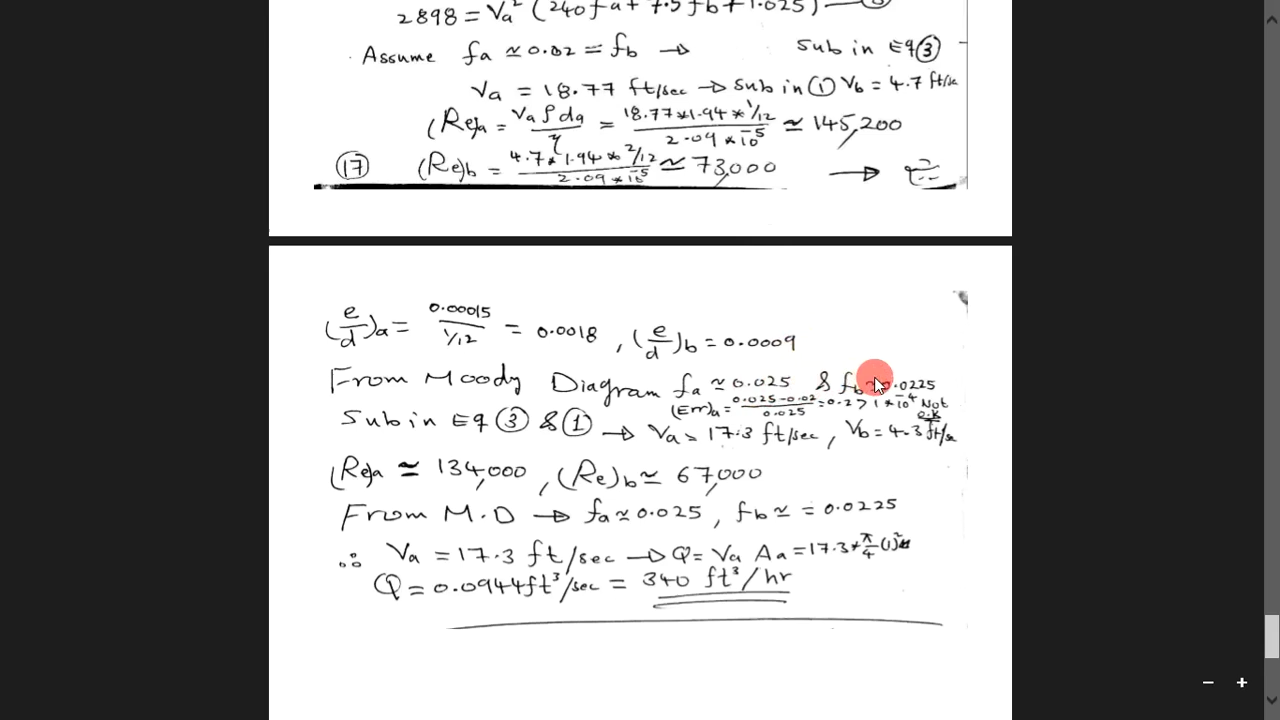 2898 = Va² (240 fa + 7.5 fb + 1.025) — ③
Assume fa ≃ 0.02 = fb → Sub in Eq ③
Va = 18.77 ft/sec → Sub in ① Vb = 4.7 ft/se
(Re)a = Va ρ da / η = 18.77*1.94*1/12 / 2.09*10⁻⁵ ≃ 145,200
⑰ (Re)b = 4.7*1.94*2/12 / 2.09*10⁻⁵ ≃ 73,000 →
(e/d)a = 0.00015 / 1/12 = 0.0018 , (e/d)b = 0.0009
From Moody Diagram fa ≃ 0.025 & fb ≃ 0.0225
(Err)a = 0.025-0.02 / 0.025 = 0.2 > 1*10⁻⁴ Not o.k
Sub in Eq ③ & ① → Va = 17.3 ft/sec , Vb = 4.3 ft/se
(Re)a ≃ 134,000 , (Re)b ≃ 67,000
From M.D → fa ≃ 0.025 , fb ≃ = 0.0225
∴ Va = 17.3 ft/sec → Q = Va Aa = 17.3 * π/4 (1)²
Q = 0.0944 ft³/sec = 340 ft³/hr